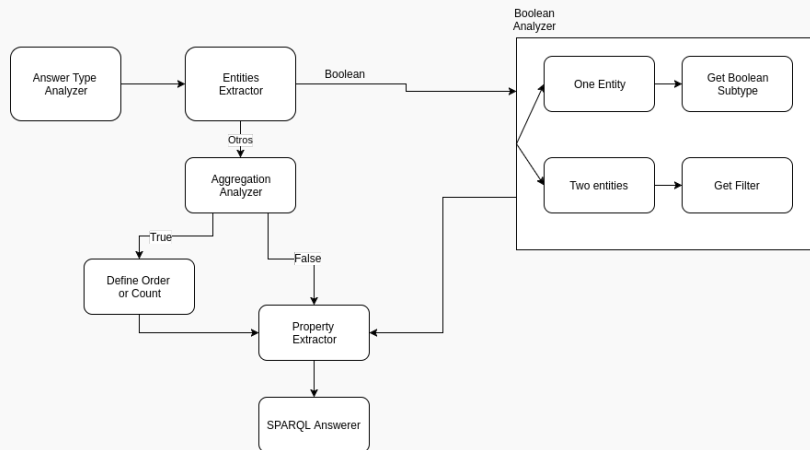 Boolean
Analyzer
Answer Type
Analyzer
Entities
Extractor
Boolean
One Entity
Get Boolean
Subtype
Otros
Aggregation
Analyzer
Two entities
Get Filter
True
False
Define Order
or Count
Property
Extractor
SPARQL Answerer